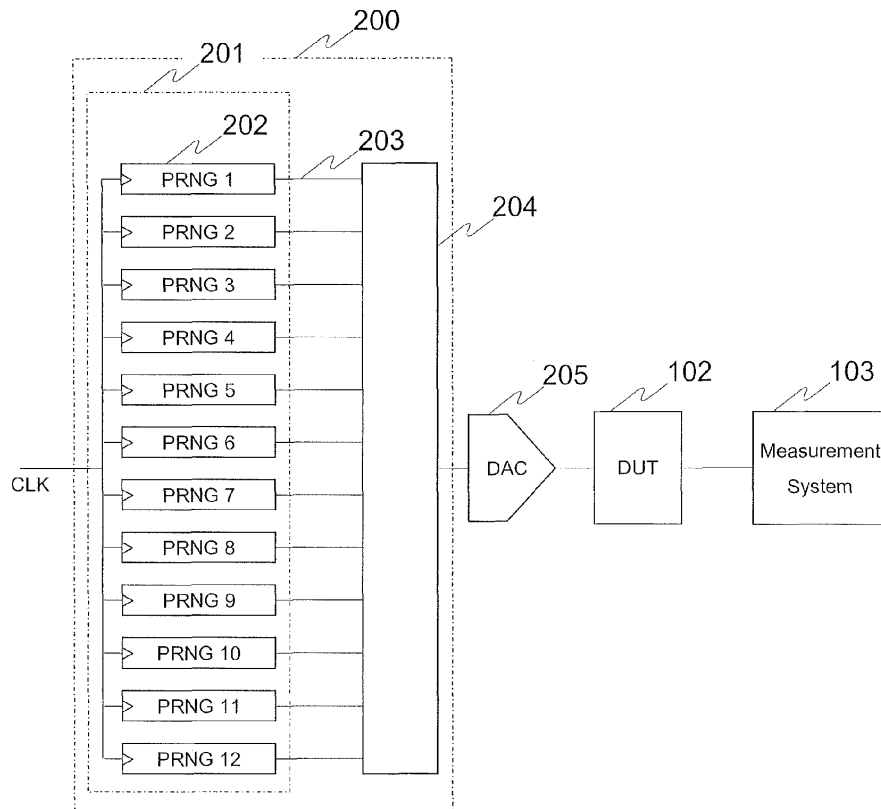 200
201
202
203
PRNG 1
204
PRNG 2
PRNG 3
PRNG 4
205
102
103
PRNG 5
PRNG 6
DAC
DUT
Measurement
System
CLK
PRNG 7
PRNG 8
PRNG 9
PRNG 10
PRNG 11
PRNG 12